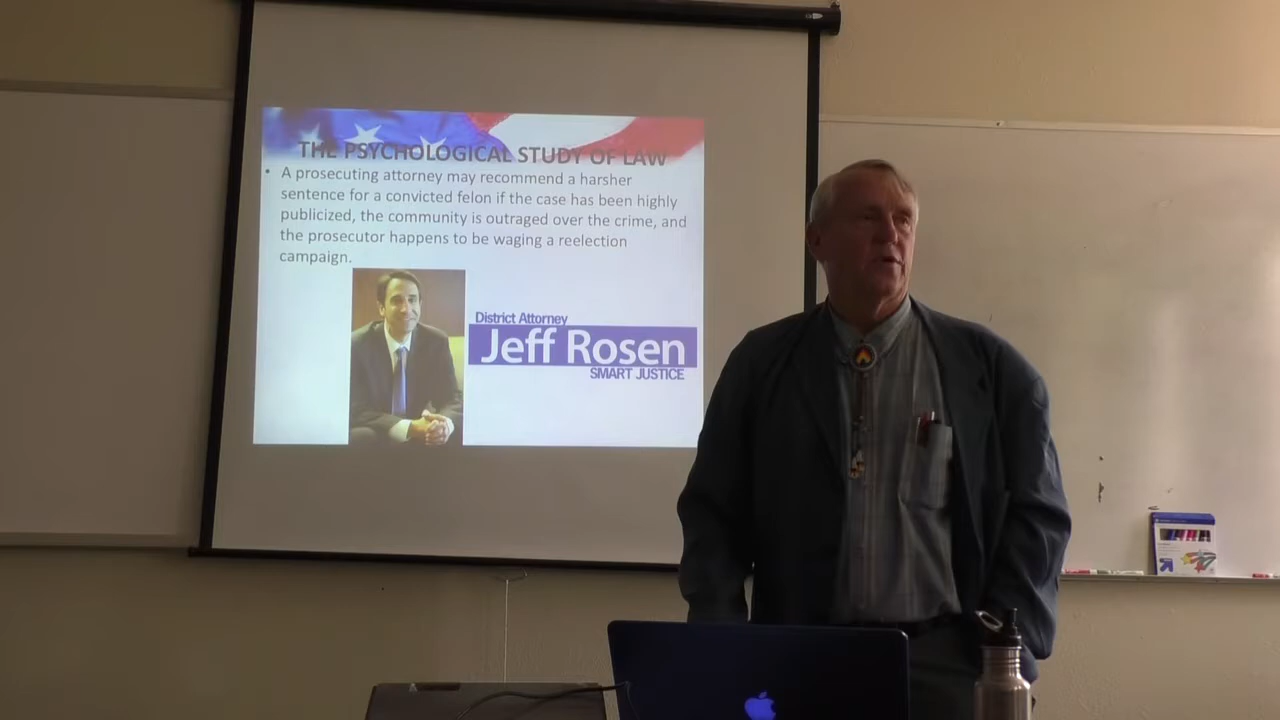 THE PSYCHOLOGICAL STUDY OF LAW
• A prosecuting attorney may recommend a harsher
sentence for a convicted felon if the case has been highly
publicized, the community is outraged over the crime, and
the prosecutor happens to be waging a reelection
campaign.
District Attorney
Jeff Rosen
SMART JUSTICE